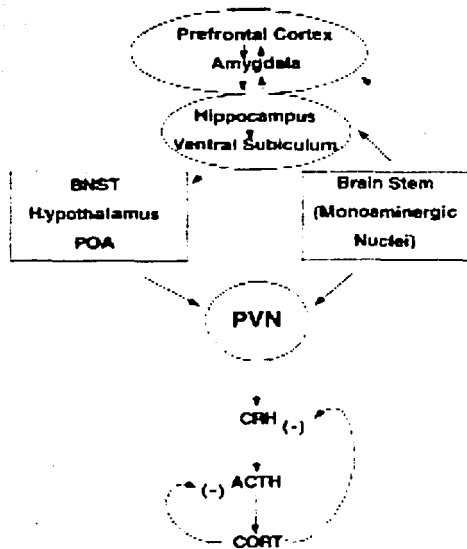 Prefrontal Cortex
Amygdala
Hippocampus
Ventral Subiculum
BNST
Hypothalamus
POA
Brain Stem
(Monoaminergic
Nuclei)
PVN
CRH (-)
(-) ACTH
CORT